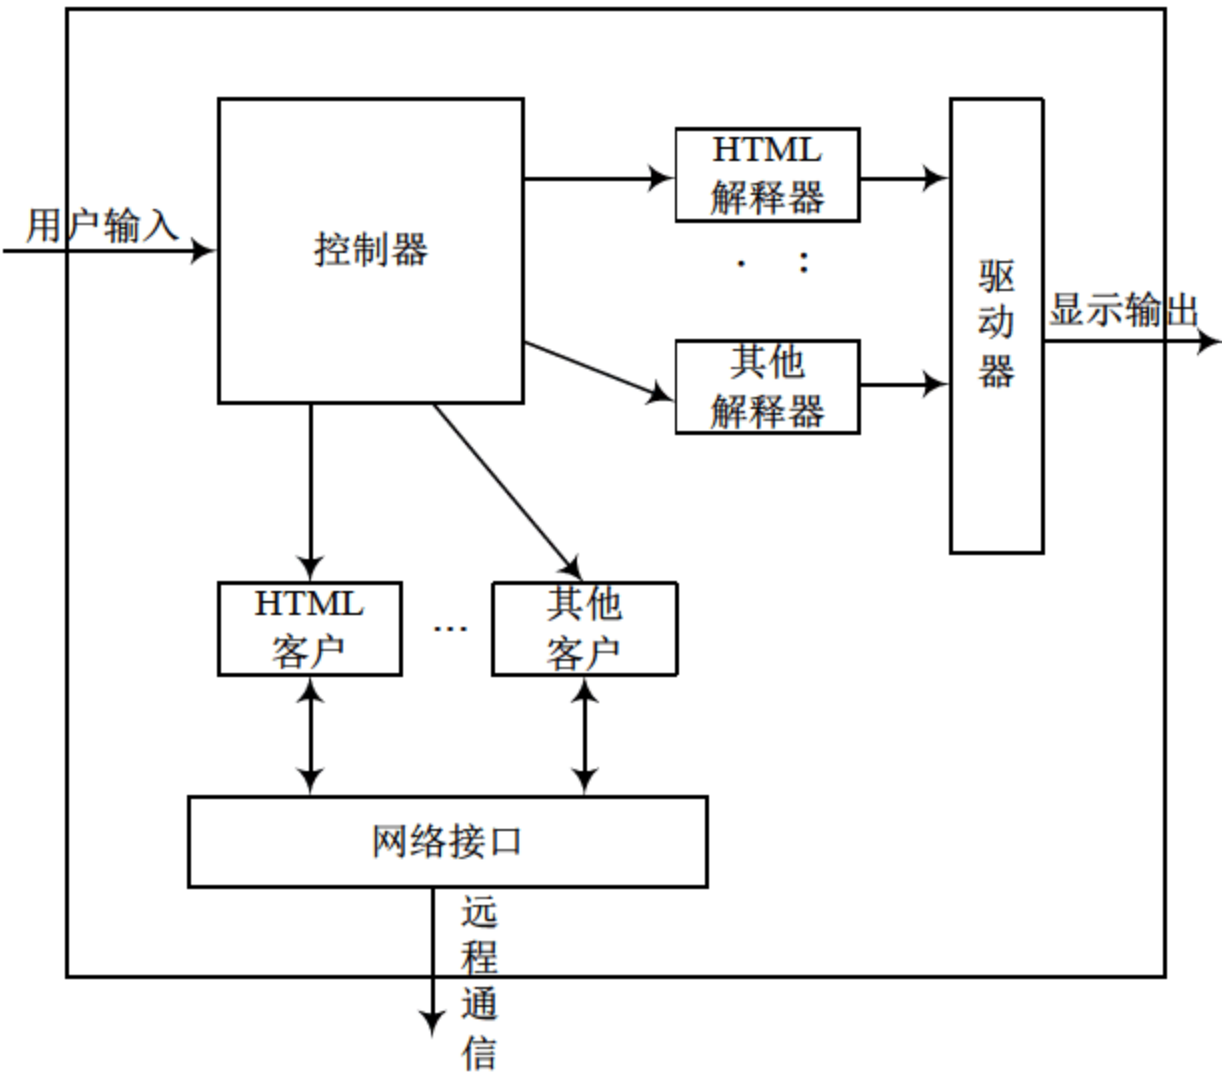 HTML
解释器
用户输入
控制器
· :
驱
动
器
显示输出
其他
解释器
HTML
客户
...
其他
客户
网络接口
远
程
通
信